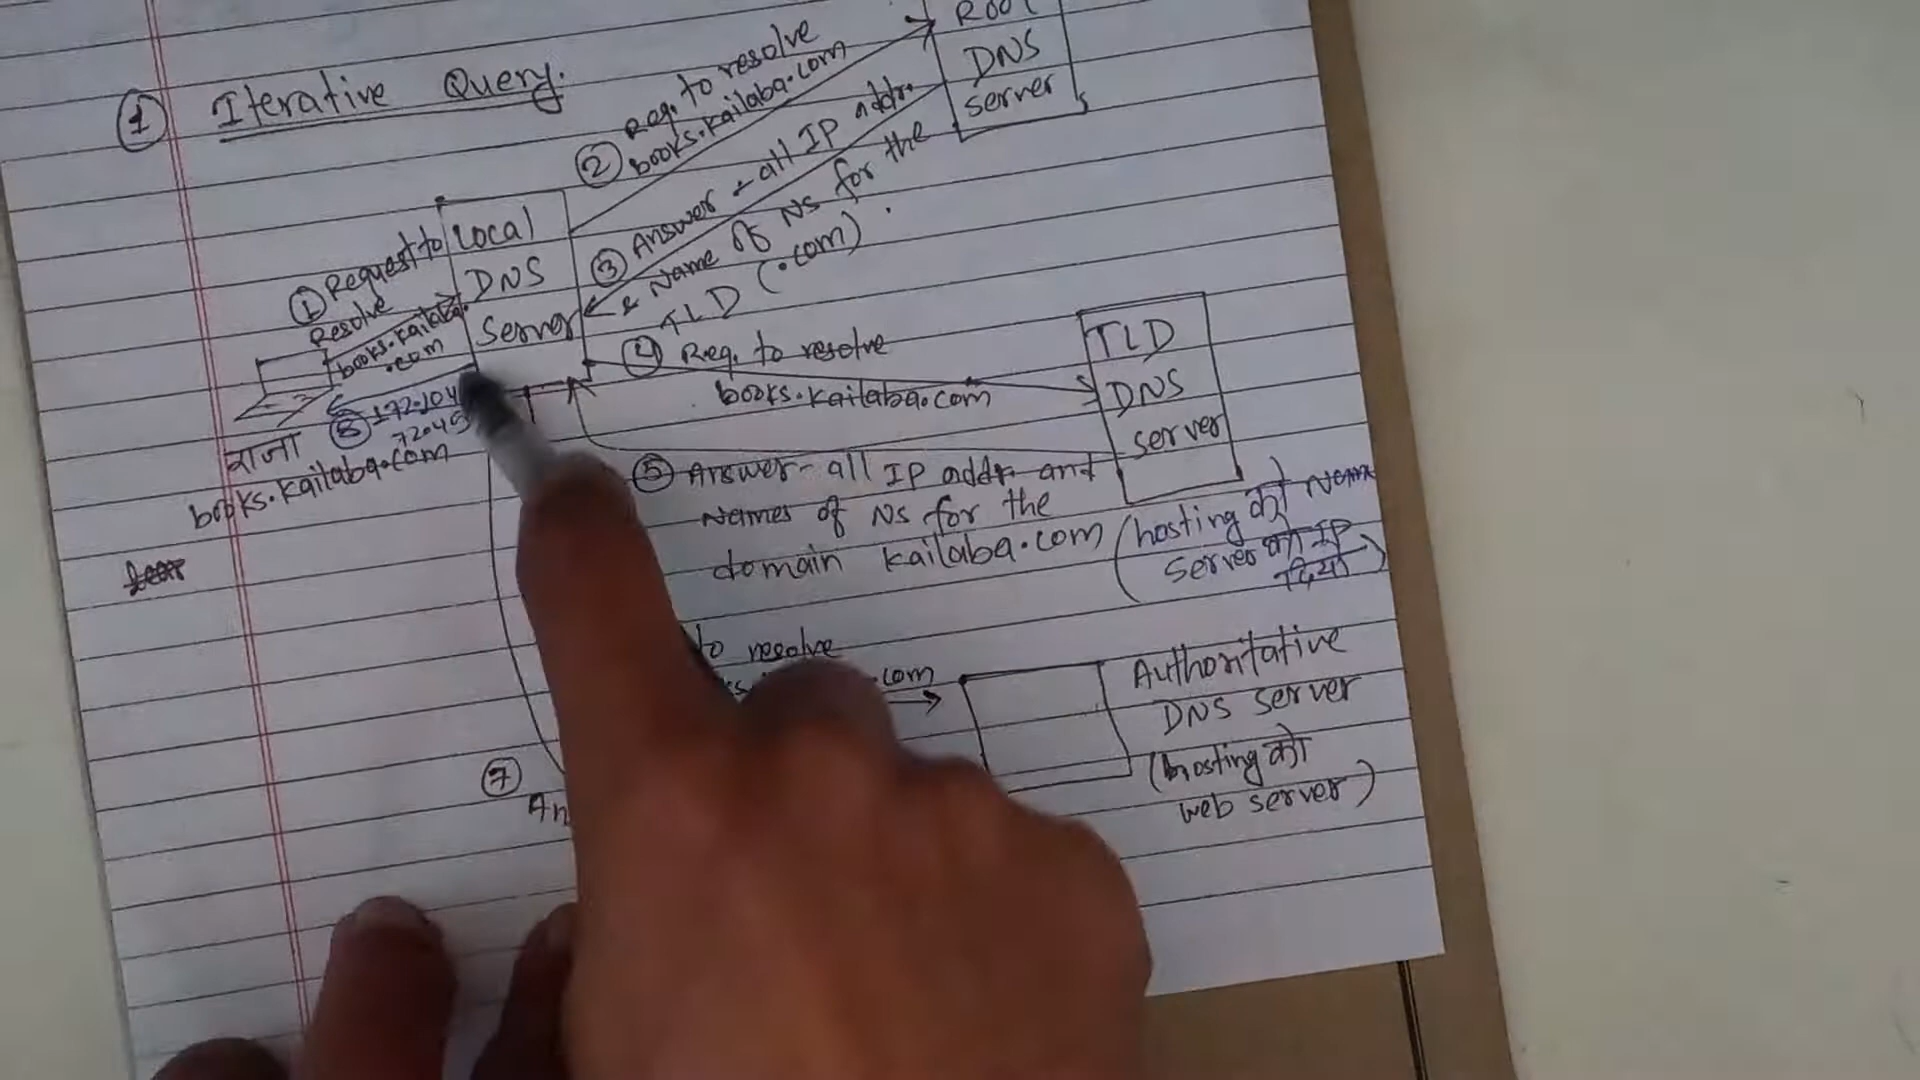 ① Iterative Query.
② Req. to resolve
books.kailaba.com
DNS
server
③ Answer - all IP addr.
& Name of NS for the
TLD (.com).
① Request to
Resolve
books.kailaba.
.com
Local
DNS
Server
④ Req. to resolve
books.kailaba.com
TLD
DNS
server
⑧ 172.104
राजा
books.kailaba.com
⑤ Answer - all IP addr and
Names of NS for the
domain kailaba.com
(hosting को Name
server को IP
दियो)
to resolve
.com
Authoritative
DNS server
(hosting को
web server)
⑦
An